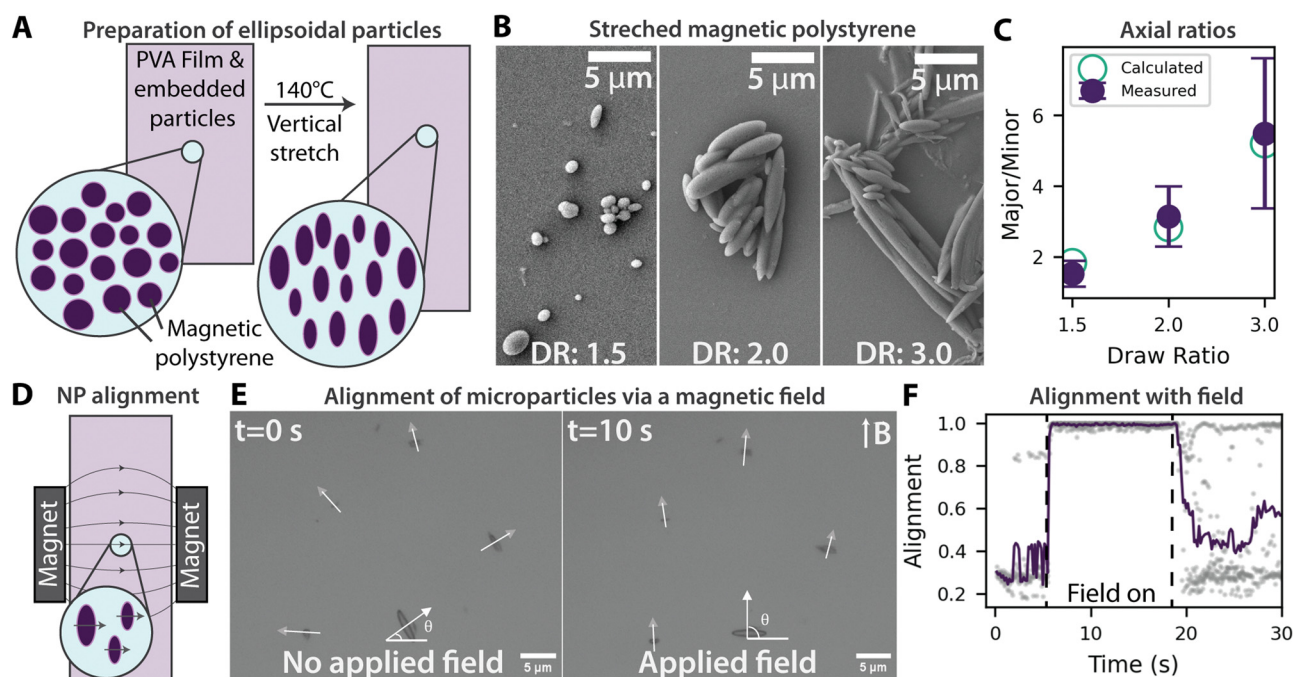 A Preparation of ellipsoidal particles
PVA Film &
embedded
particles
140°C
Vertical
stretch
Magnetic
polystyrene
B Streched magnetic polystyrene
5 μm
5 μm
5 μm
DR: 1.5
DR: 2.0
DR: 3.0
C Axial ratios
Calculated
Measured
Major/Minor
6
4
2
1.5 2.0 3.0
Draw Ratio
D NP alignment
Magnet
Magnet
E Alignment of microparticles via a magnetic field
t=0 s
θ
No applied field
5 μm
t=10 s
↑B
θ
Applied field
5 μm
F Alignment with field
Alignment
1.0
0.8
0.6
0.4
0.2
Field on
0 10 20 30
Time (s)